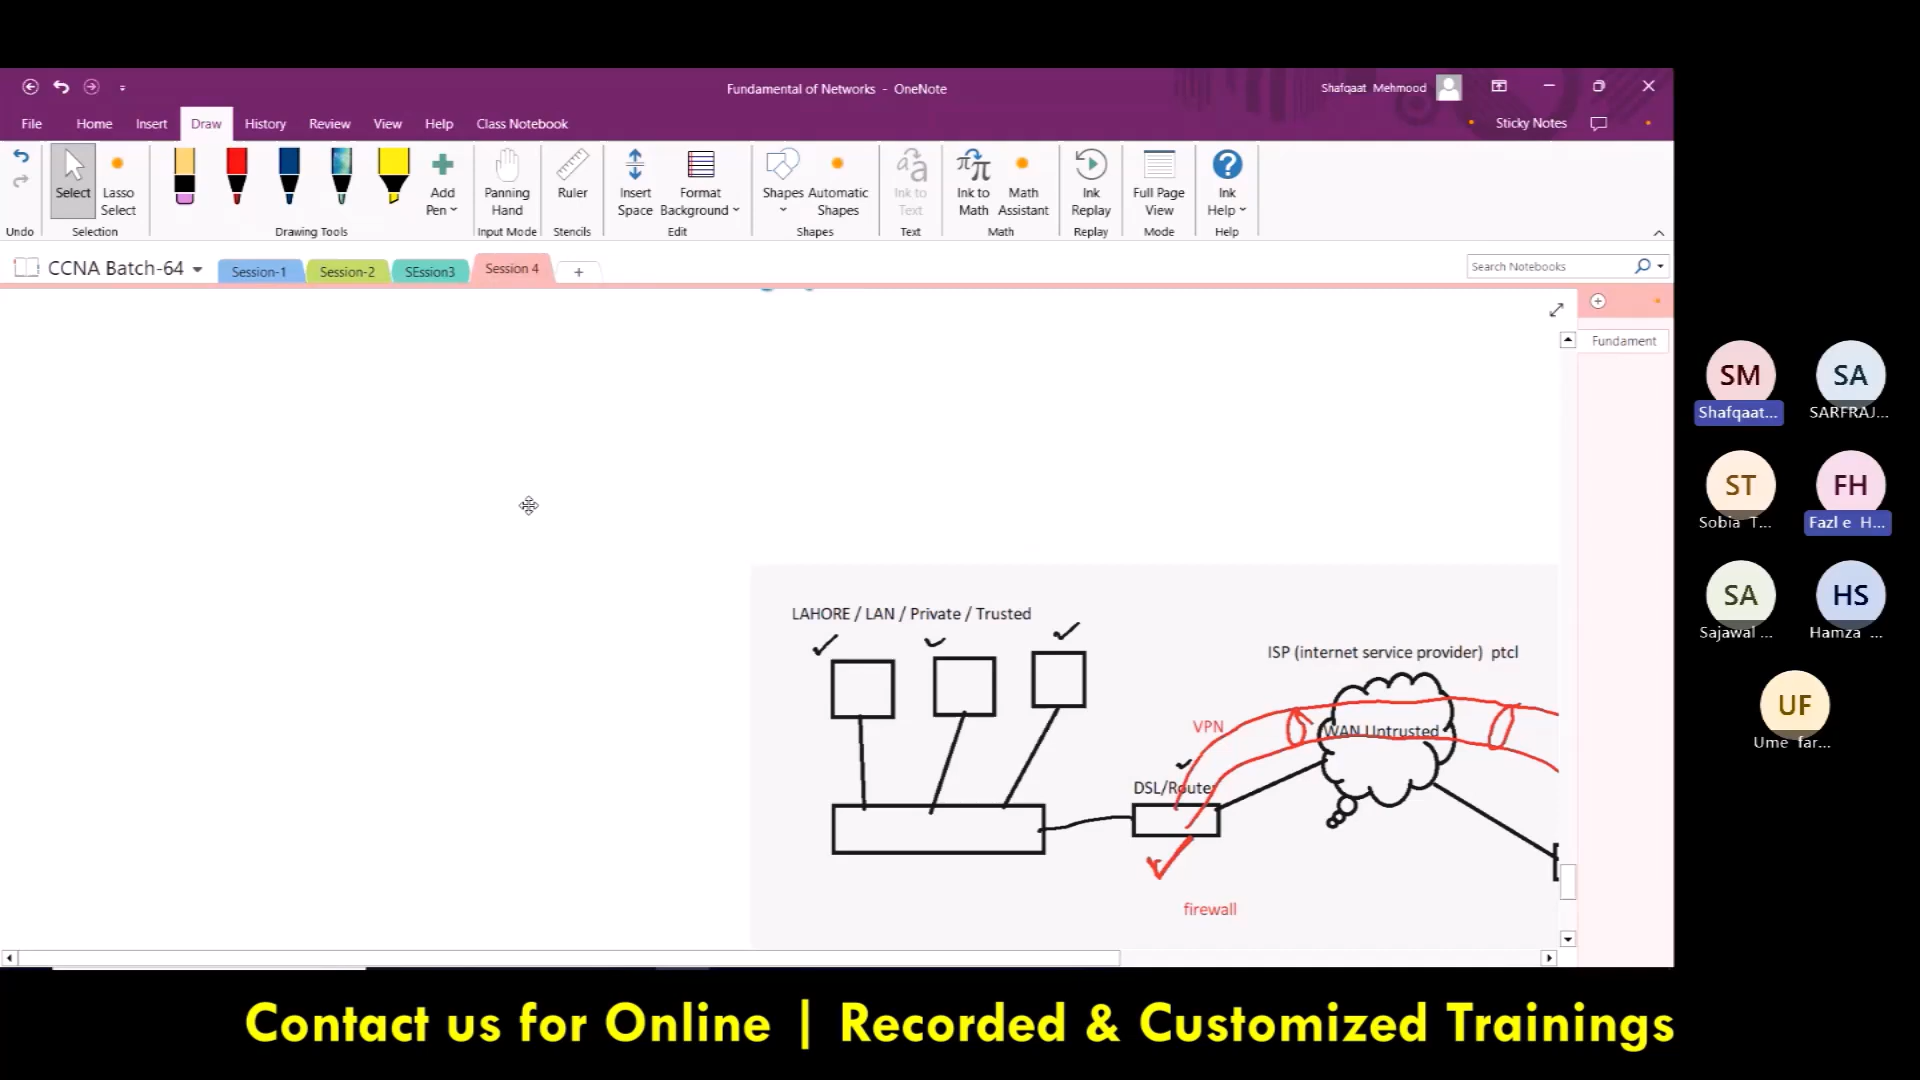 Fundamental of Networks - OneNote
Shafqaat Mehmood
File Home Insert Draw History Review View Help Class Notebook
Sticky Notes
Select
Lasso Select
Add Pen
Panning Hand
Ruler
Insert Space
Format Background
Shapes
Automatic Shapes
Ink to Text
Ink to Math
Math Assistant
Ink Replay
Full Page View
Ink Help
Undo Selection Drawing Tools Input Mode Stencils Edit Shapes Text Math Replay Mode Help
CCNA Batch-64 Session-1 Session-2 SEssion3 Session 4
Search Notebooks
Fundament
LAHORE / LAN / Private / Trusted
ISP (internet service provider) ptcl
VPN
WAN Untrusted
DSL/Router
firewall
SM
Shafqaat...
SA
SARFRAJ...
ST
Sobia T...
FH
Fazl e H...
SA
Sajawal ...
HS
Hamza ...
UF
Ume far...
Contact us for Online | Recorded & Customized Trainings